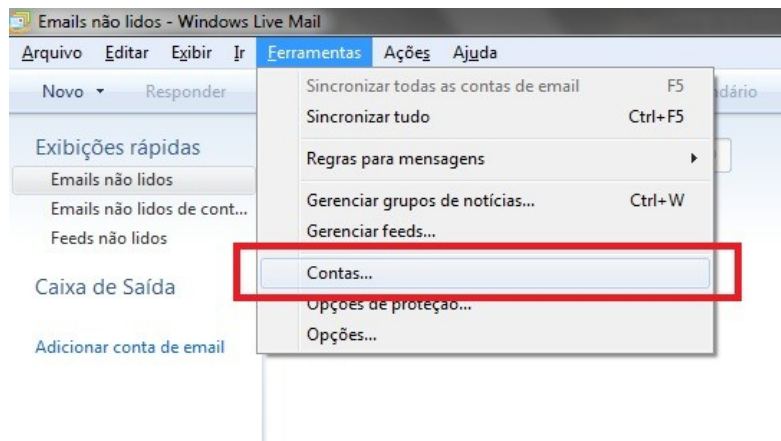 Emails não lidos - Windows Live Mail
Arquivo Editar Exibir Ir Ferramentas Ações Ajuda
Novo Responder
Sincronizar todas as contas de email F5
Sincronizar tudo Ctrl+F5
Regras para mensagens
Gerenciar grupos de notícias... Ctrl+W
Gerenciar feeds...
Contas...
Opções de proteção...
Opções...
Exibições rápidas
Emails não lidos
Emails não lidos de cont...
Feeds não lidos
Caixa de Saída
Adicionar conta de email